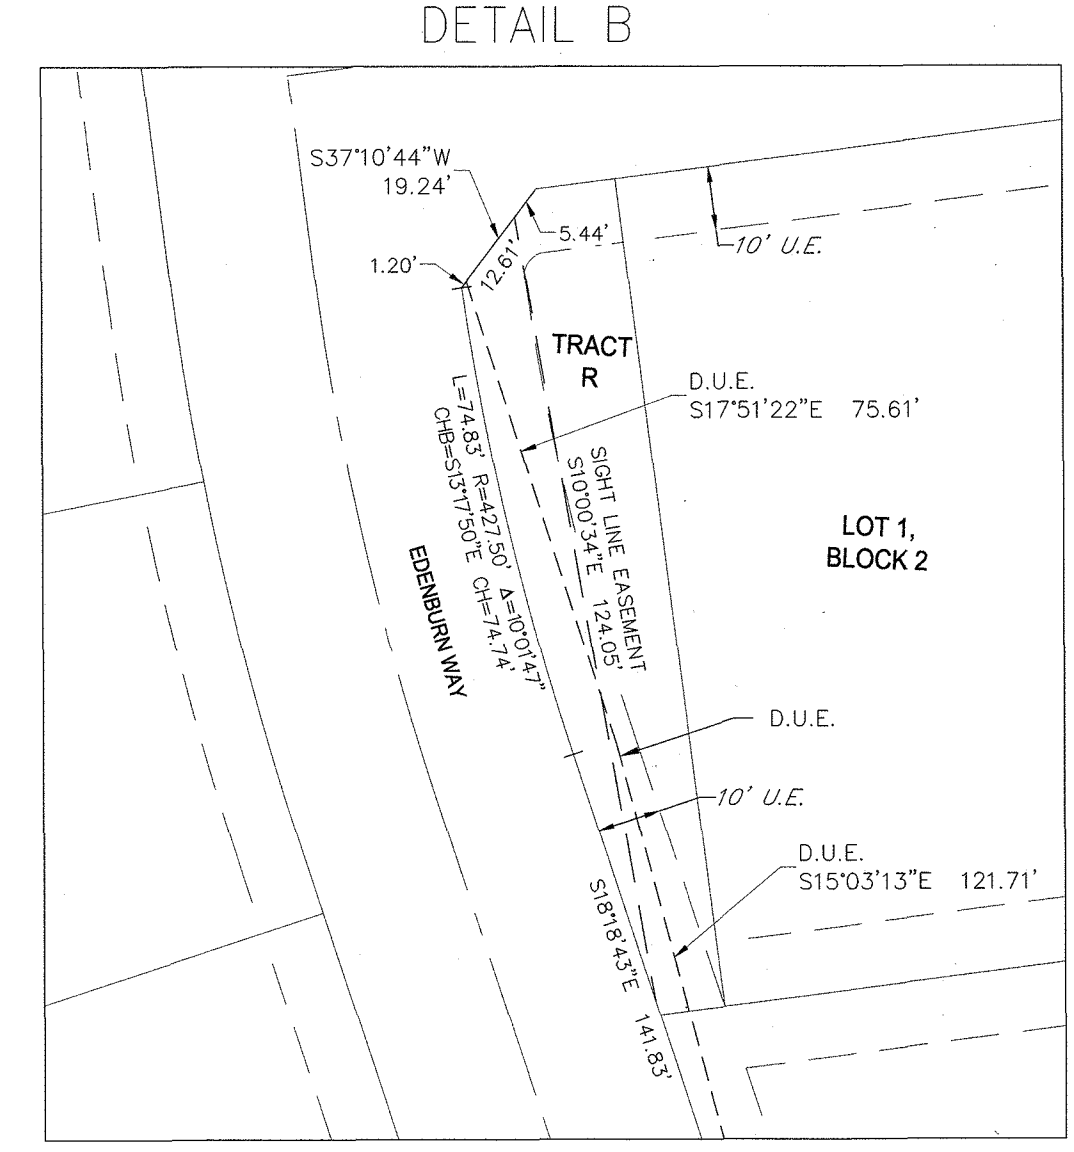 DETAIL B
S37°10'44"W
19.24'
5.44'
10' U.E.
1.20'
12.61'
TRACT
R
D.U.E.
S17°51'22"E 75.61'
L=74.83' R=427.50' Δ=10°01'47"
CHB=S13°17'50"E CH=74.74'
SIGHT LINE EASEMENT
S10°00'34"E 124.05'
LOT 1,
BLOCK 2
EDENBURN WAY
D.U.E.
10' U.E.
D.U.E.
S15°03'13"E 121.71'
S18°18'43"E 141.83'